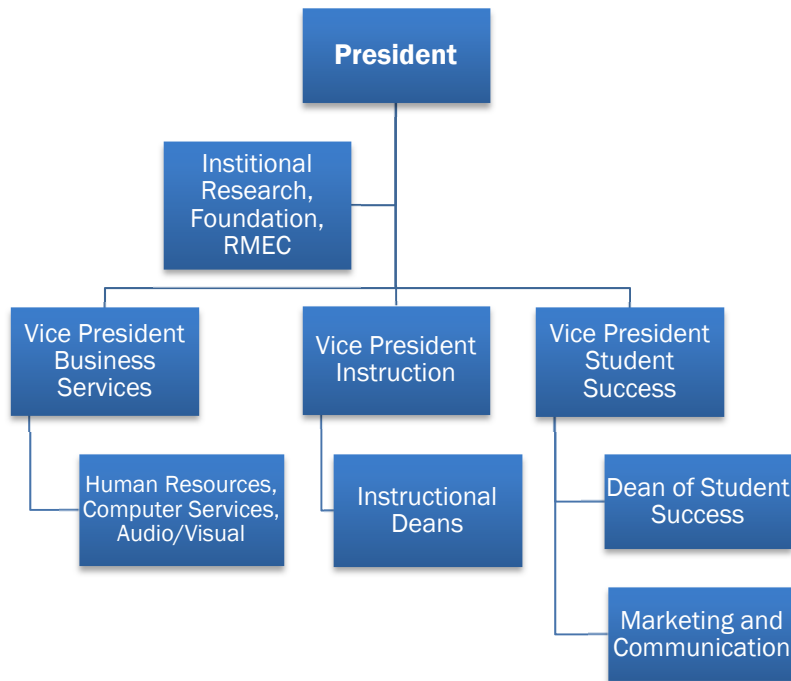 President
Institional
Research,
Foundation,
RMEC
Vice President
Business
Services
Vice President
Instruction
Vice President
Student
Success
Human Resources,
Computer Services,
Audio/Visual
Instructional
Deans
Dean of Student
Success
Marketing and
Communication